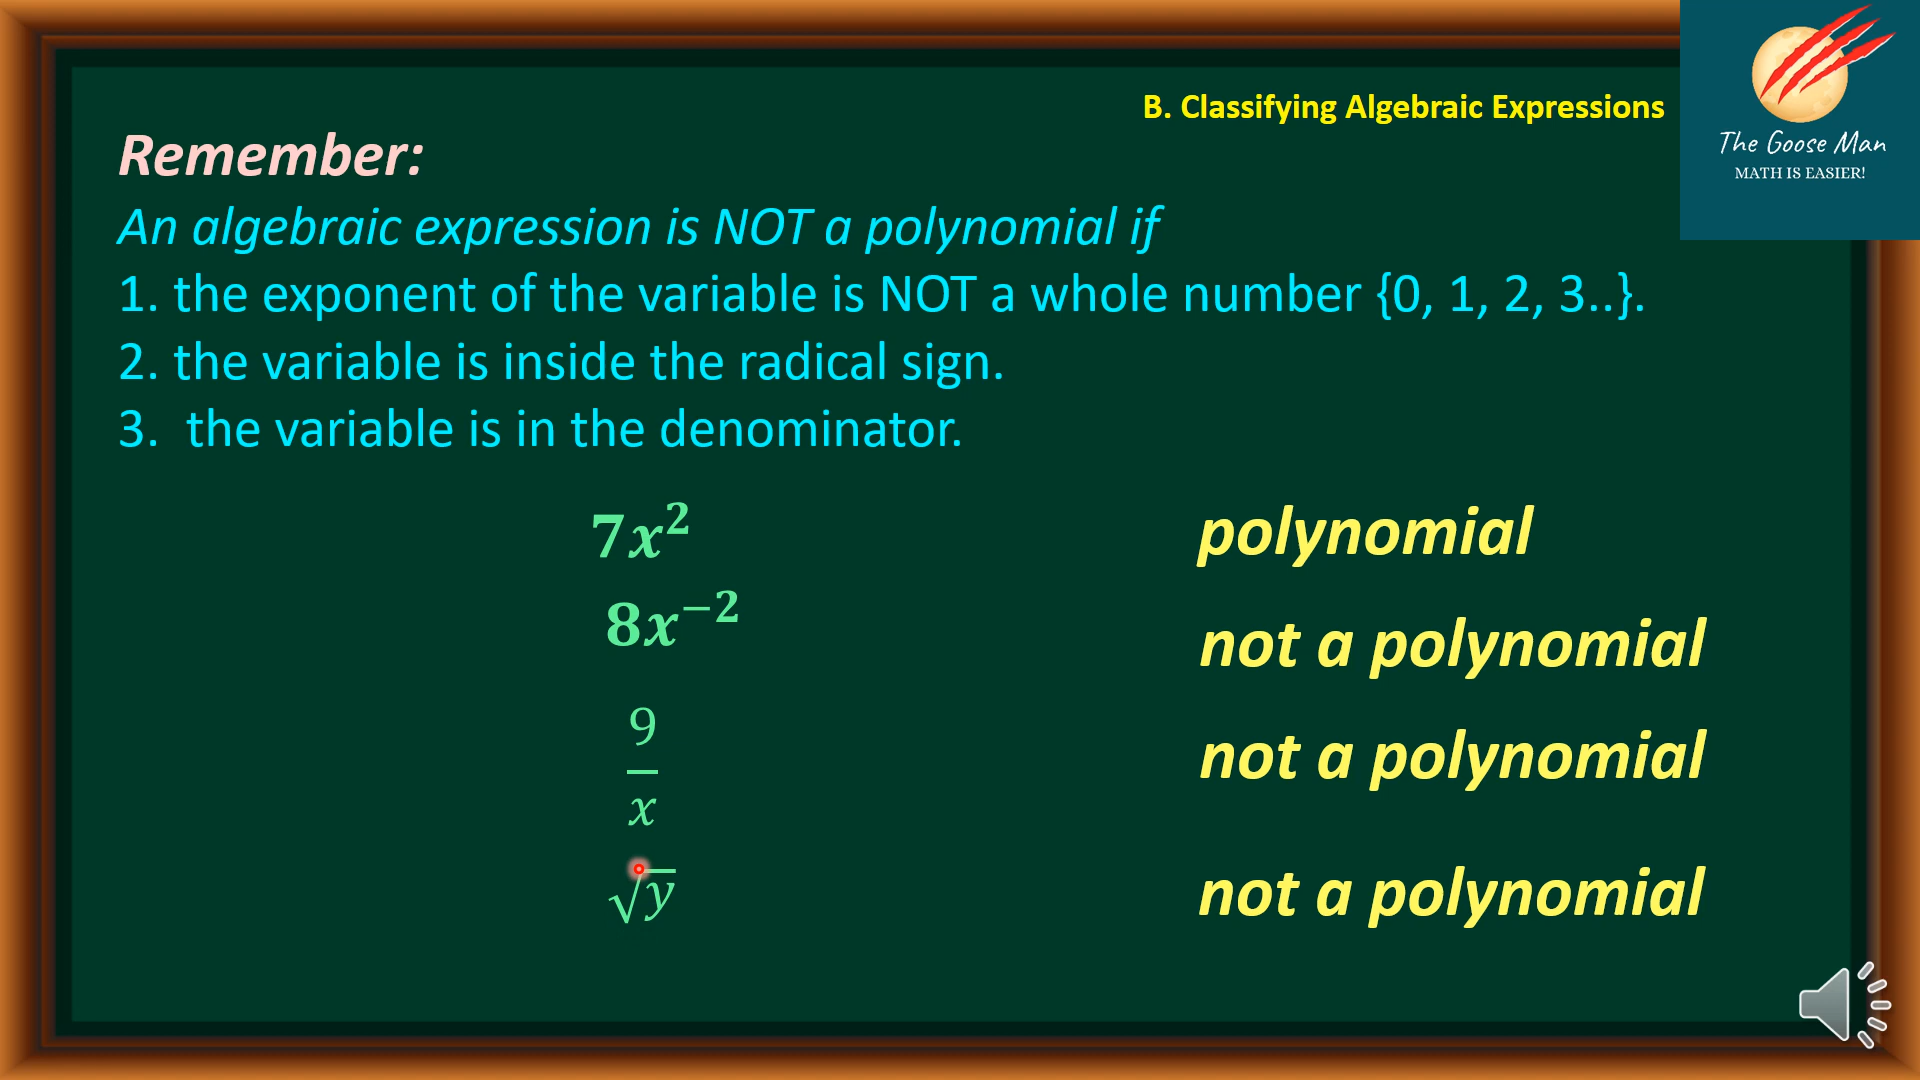 B. Classifying Algebraic Expressions
The Goose Man
MATH IS EASIER!
Remember:
An algebraic expression is NOT a polynomial if
1. the exponent of the variable is NOT a whole number {0, 1, 2, 3..}.
2. the variable is inside the radical sign.
3.  the variable is in the denominator.
7x² polynomial
8x⁻² not a polynomial
9/x not a polynomial
√y not a polynomial